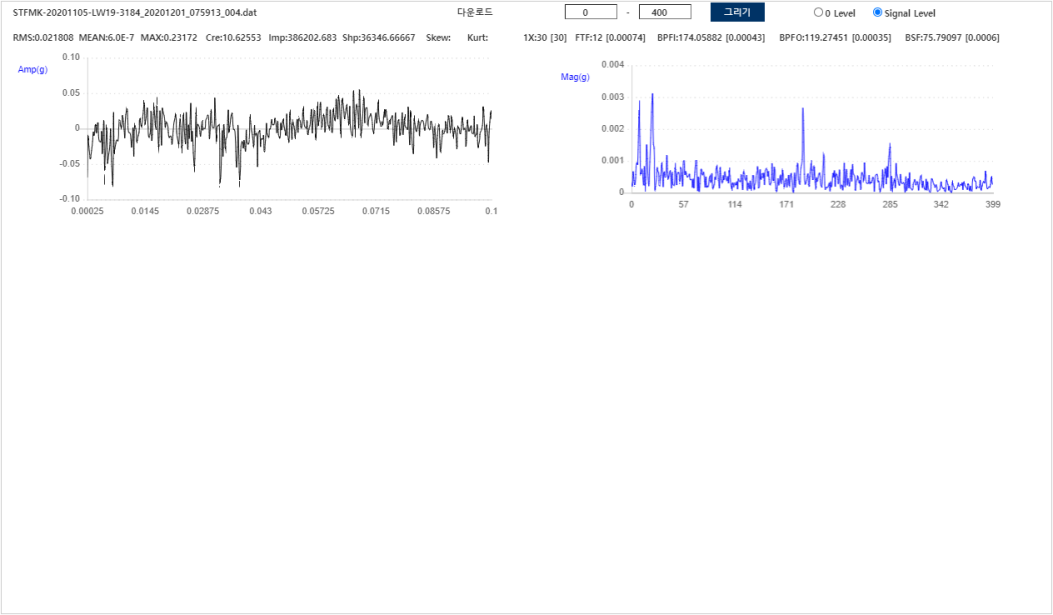 STFMK-20201105-LW19-3184_20201201_075913_004.dat 다운로드 0 - 400 그리기 0 Level Signal Level
RMS:0.021808 MEAN:6.0E-7 MAX:0.23172 Cre:10.62553 Imp:386202.683 Shp:36346.66667 Skew: Kurt: 1X:30 [30] FTF:12 [0.00074] BPFI:174.05882 [0.00043] BPFO:119.27451 [0.00035] BSF:75.79097 [0.0006]
Amp(g)
0.10
0.05
0
-0.05
-0.10
0.00025 0.0145 0.02875 0.043 0.05725 0.0715 0.08575 0.1
Mag(g)
0.004
0.003
0.002
0.001
0
0 57 114 171 228 285 342 399